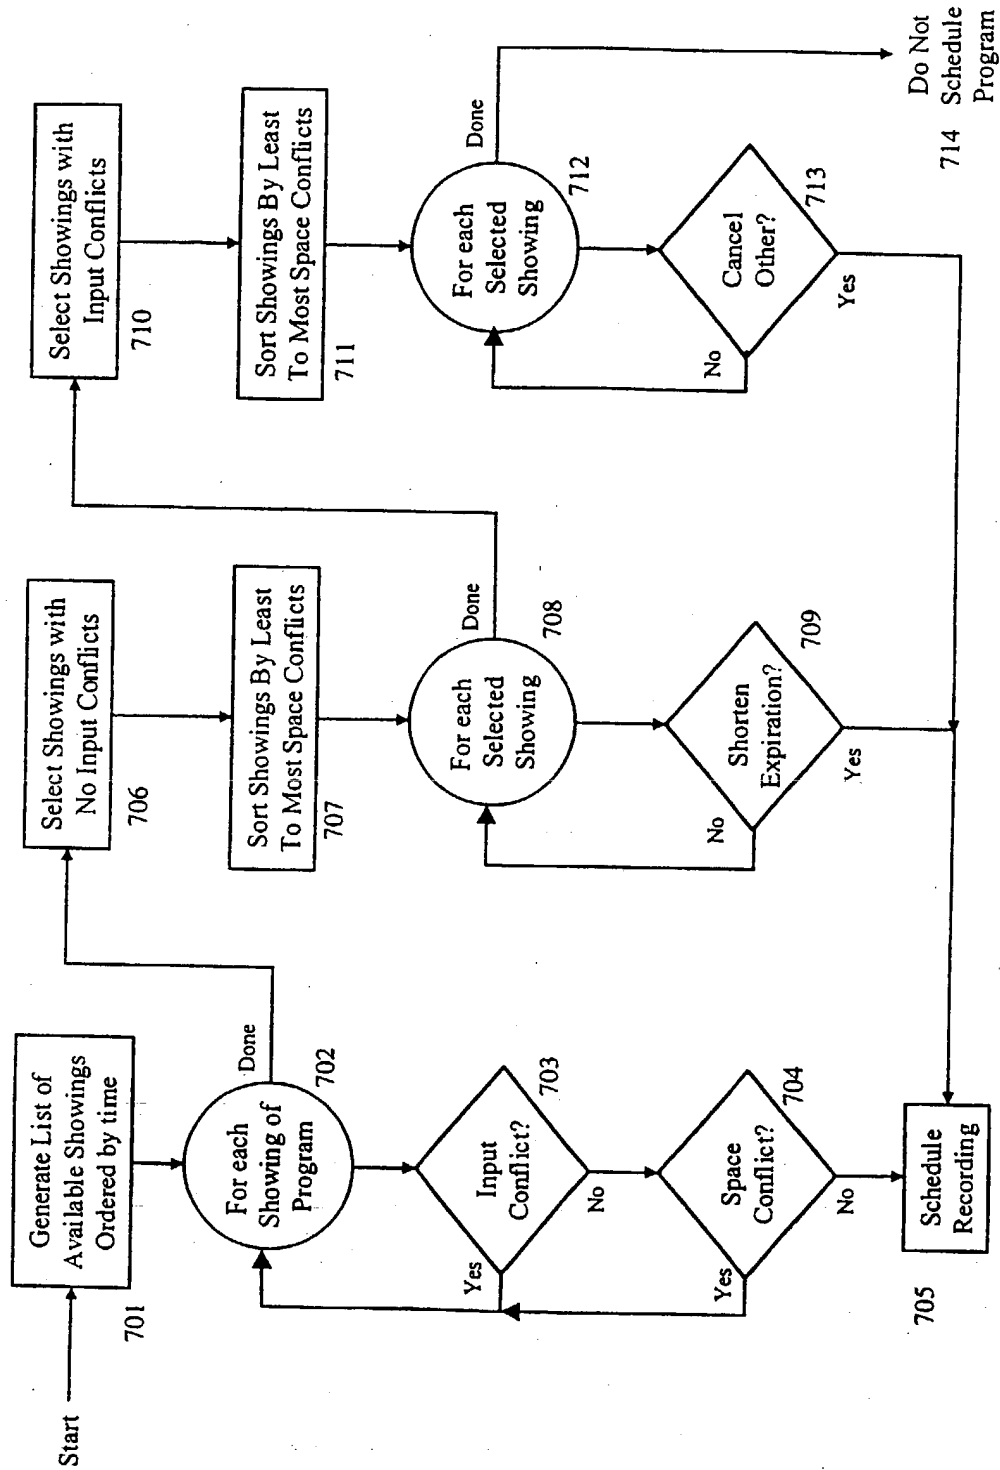 Start
Generate List of
Available Showings
Ordered by time
701
For each
Showing of
Program
702
Done
Input
Conflict?
703
Yes
No
Space
Conflict?
704
Yes
No
Schedule
Recording
705
Select Showings with
No Input Conflicts
706
Sort Showings By Least
To Most Space Conflicts
707
For each
Selected
Showing
708
Done
Shorten
Expiration?
709
No
Yes
Select Showings with
Input Conflicts
710
Sort Showings By Least
To Most Space Conflicts
711
For each
Selected
Showing
712
Done
Cancel
Other?
713
No
Yes
714
Do Not
Schedule
Program